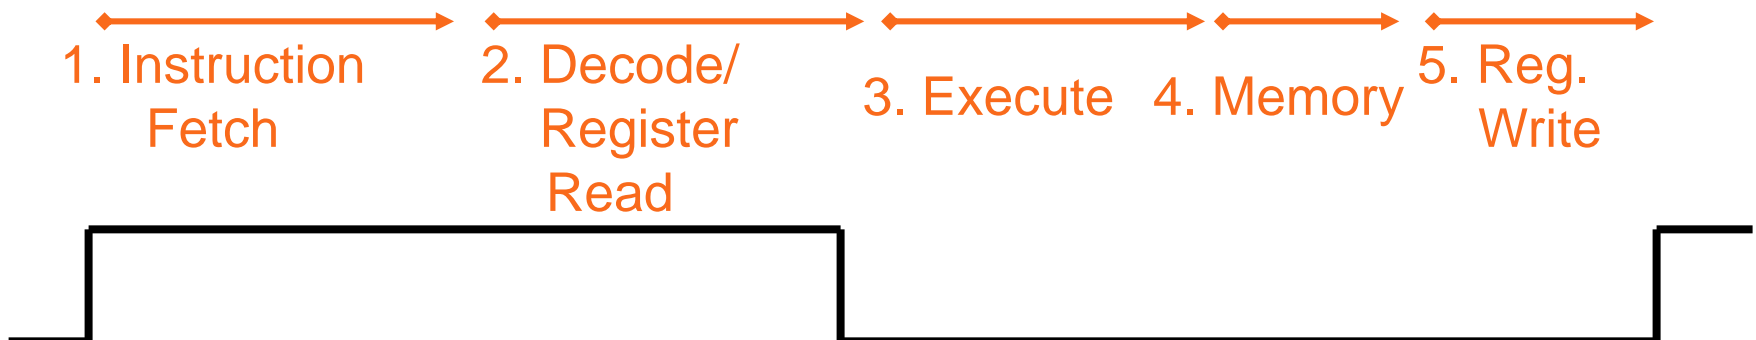 1. Instruction
Fetch
2. Decode/
Register
Read
3. Execute
4. Memory
5. Reg.
Write